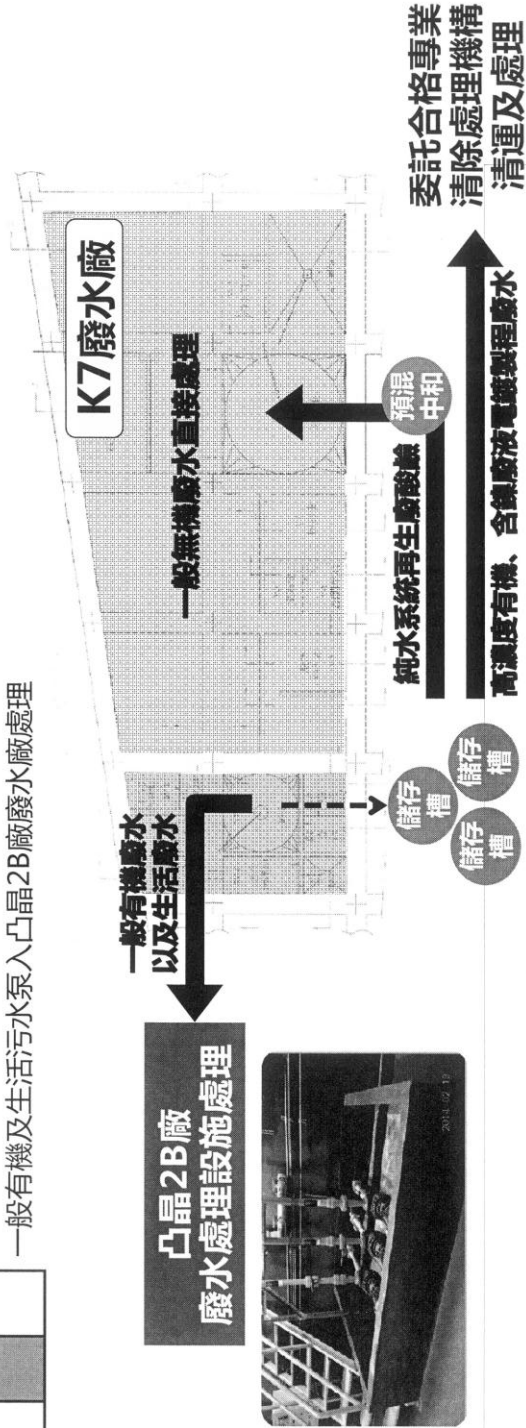 一般有機及生活污水泵入凸晶2B廠廢水廠處理
K7廢水廠
一般無機廢水直接處理
一般有機廢水
以及生活廢水
凸晶2B廠
廢水處理設施處理
預混
中和
純水系統再生廢酸鹼
儲存
槽
儲存
槽
儲存
槽
高濃度有機、含鎳廢液電鍍製程廢水
委託合格專業
清除處理機構
清運及處理
2014 02 13